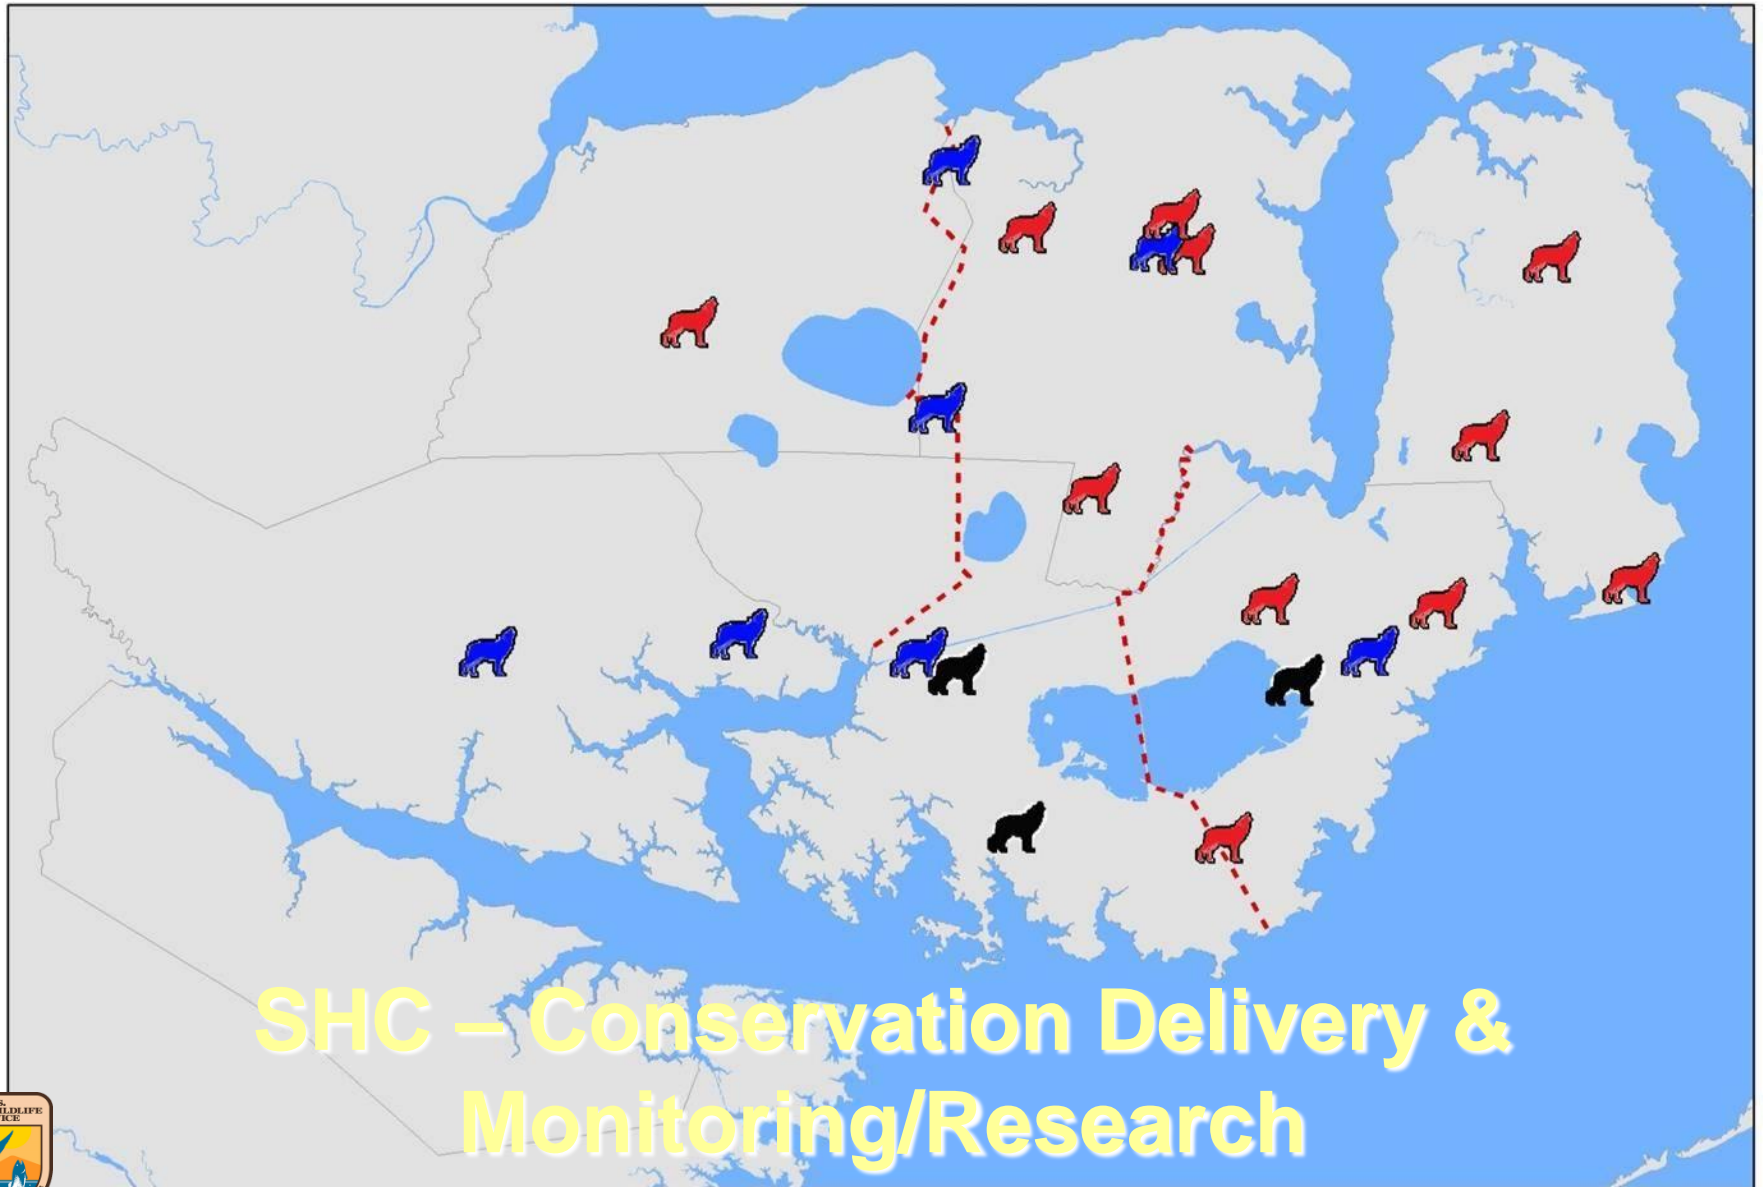 SHC – Conservation Delivery &
Monitoring/Research